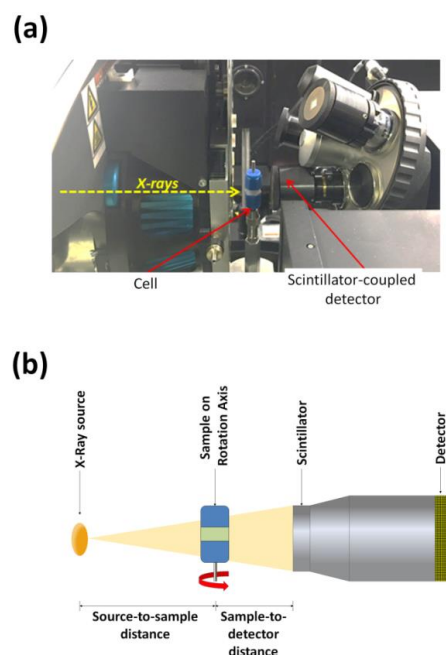 (a)
X-rays
Cell
Scintillator-coupled
detector
(b)
X-Ray source
Sample on
Rotation Axis
Scintillator
Detector
Source-to-sample
distance
Sample-to-
detector
distance